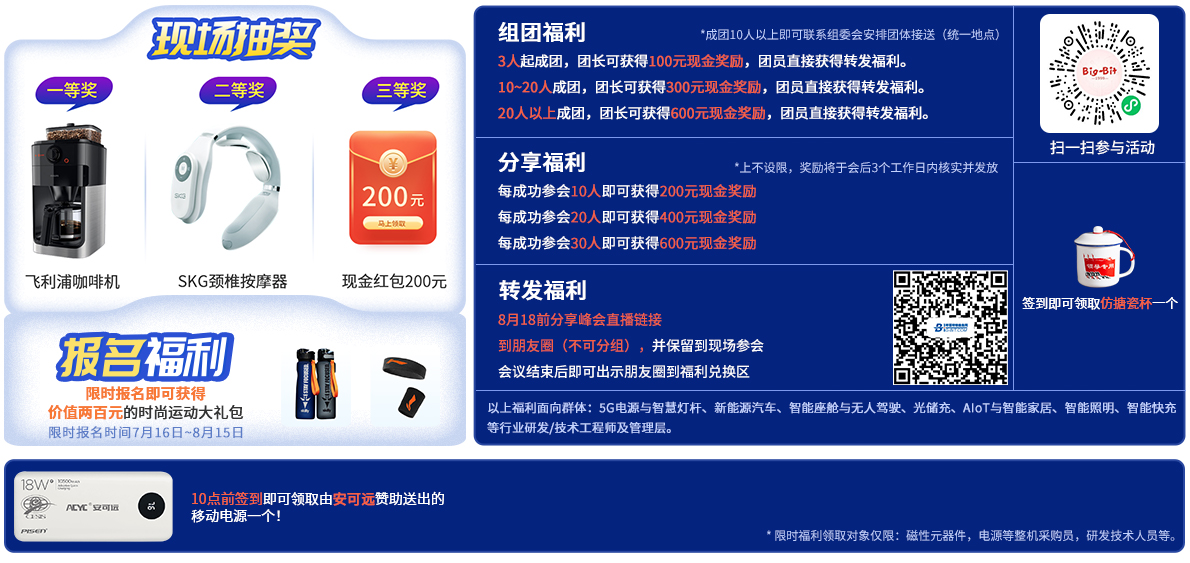 现场抽奖
一等奖
二等奖
三等奖
SKG
200元
马上领取
飞利浦咖啡机
SKG颈椎按摩器
现金红包200元
报名福利
限时报名即可获得
价值两百元的时尚运动大礼包
限时报名时间7月16日~8月15日
组团福利
*成团10人以上即可联系组委会安排团体接送（统一地点）
3人起成团，团长可获得100元现金奖励，团员直接获得转发福利。
10~20人成团，团长可获得300元现金奖励，团员直接获得转发福利。
20人以上成团，团长可获得600元现金奖励，团员直接获得转发福利。
分享福利
*上不设限，奖励将于会后3个工作日内核实并发放
每成功参会10人即可获得200元现金奖励
每成功参会20人即可获得400元现金奖励
每成功参会30人即可获得600元现金奖励
转发福利
8月18前分享峰会直播链接
到朋友圈（不可分组），并保留到现场参会
会议结束后即可出示朋友圈到福利兑换区
Big-Bit
扫一扫参与活动
签到即可领取仿搪瓷杯一个
以上福利面向群体：5G电源与智慧灯杆、新能源汽车、智能座舱与无人驾驶、光储充、AIoT与智能家居、智能照明、智能快充
等行业研发/技术工程师及管理层。
18W
ACYC 安可远
PISEN
10点前签到即可领取由安可远赞助送出的
移动电源一个！
* 限时福利领取对象仅限：磁性元器件，电源等整机采购员，研发技术人员等。